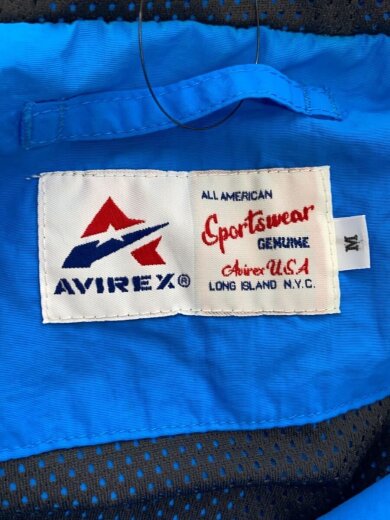 AVIREX®
ALL AMERICAN
Sportswear
GENUINE
Avirex U.S.A
LONG ISLAND N.Y.C.
M